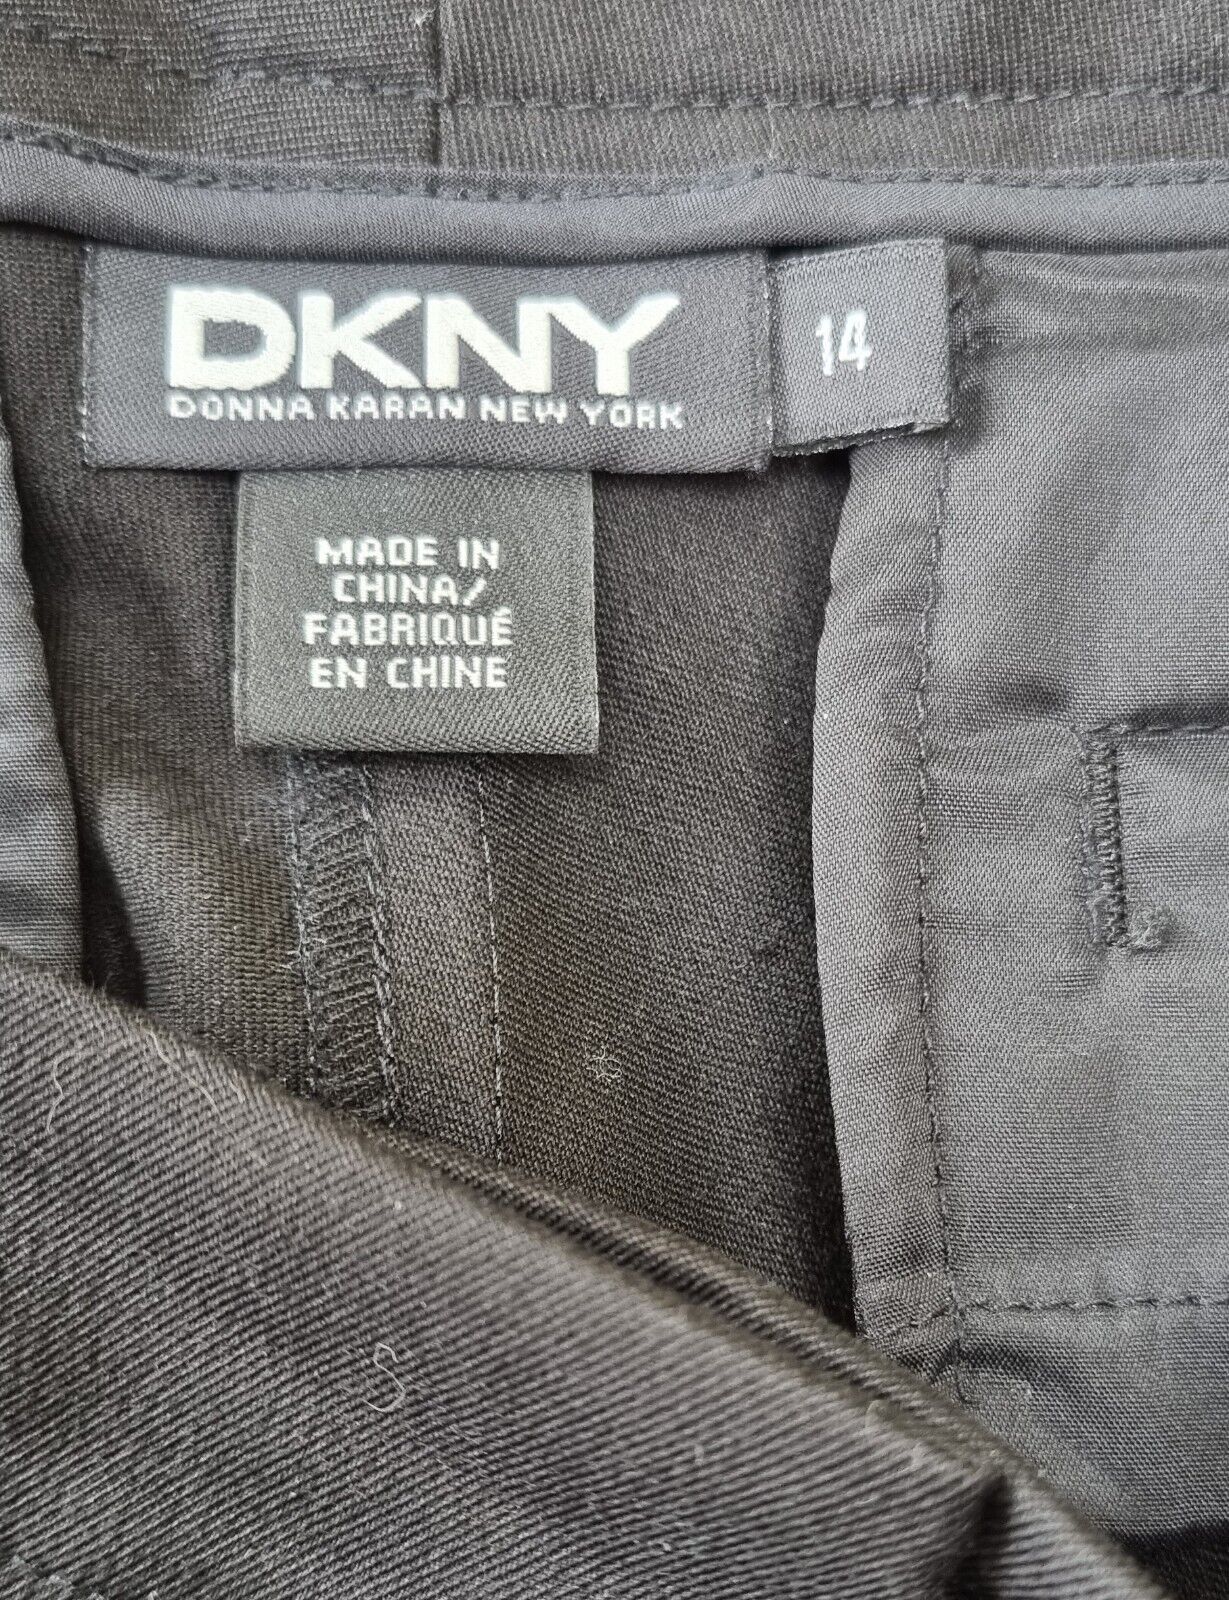 DKNY
DONNA KARAN NEW YORK
14
MADE IN
CHINA/
FABRIQUÉ
EN CHINE